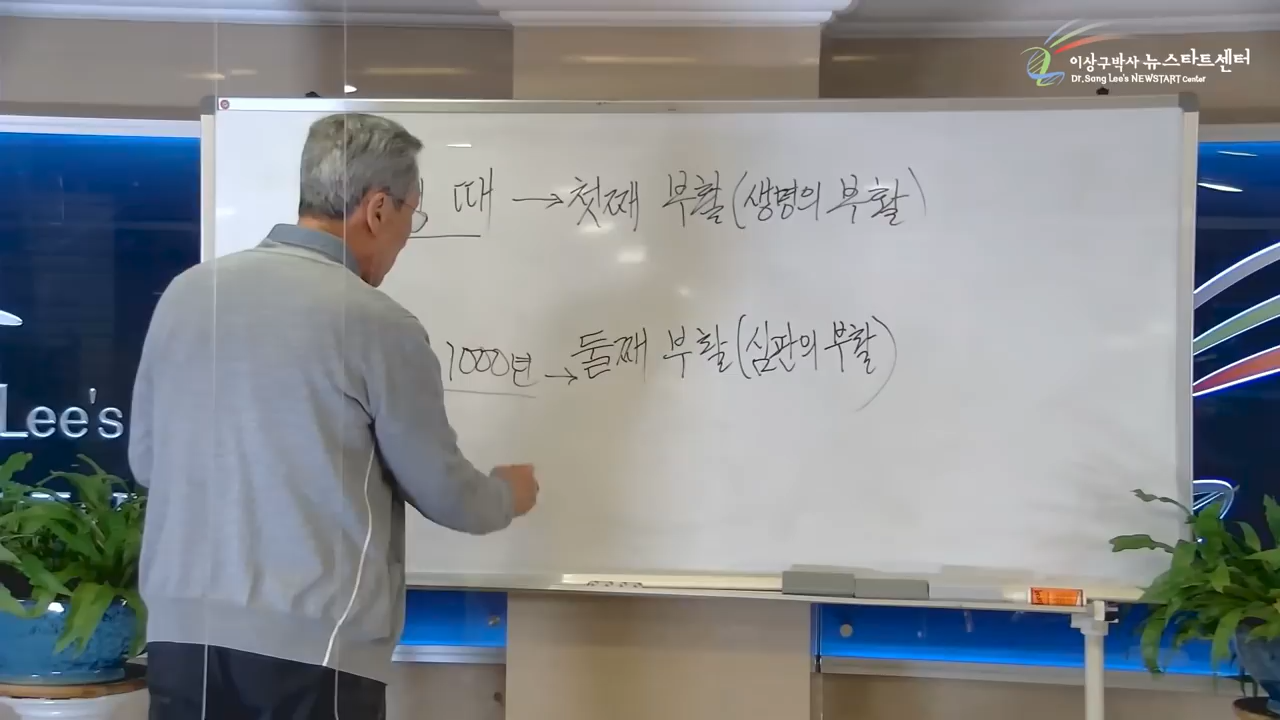 이상구박사 뉴스타트센터
Dr. Sang Lee's NEWSTART Center
때 → 첫째 부활(생명의 부활)
1000년 → 둘째 부활(심판의 부활)
Lee's